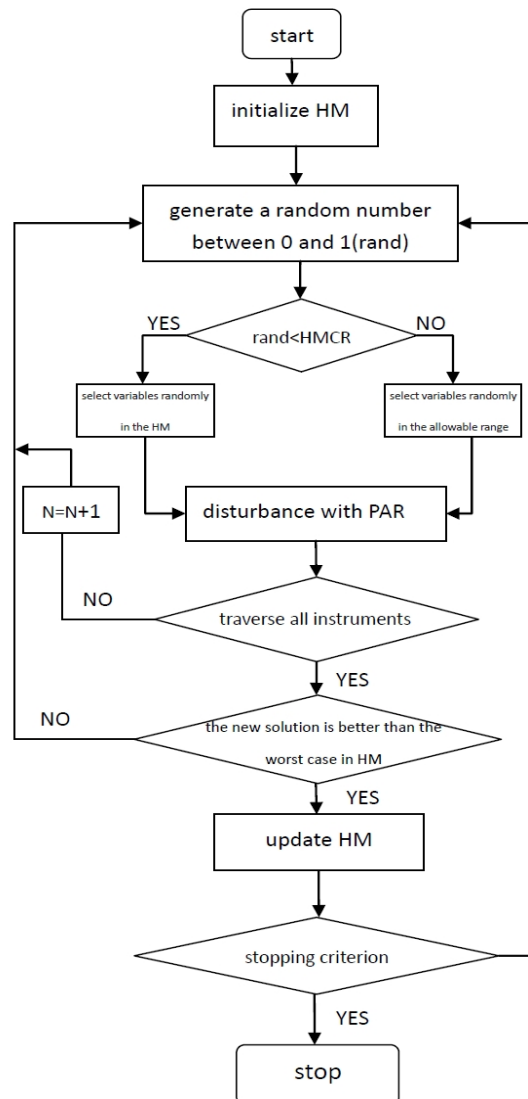 start
initialize HM
generate a random number
between 0 and 1(rand)
YES
NO
rand<HMCR
select variables randomly
in the HM
select variables randomly
in the allowable range
N=N+1
disturbance with PAR
NO
traverse all instruments
YES
NO
the new solution is better than the
worst case in HM
YES
update HM
stopping criterion
YES
stop